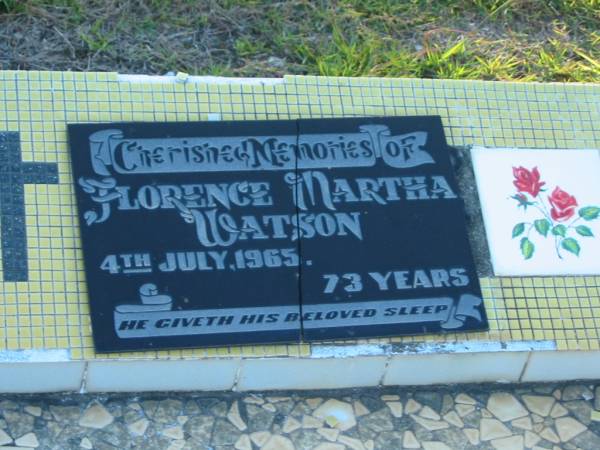 Cherished Memories of
Florence Martha
Watson
4TH JULY, 1965.
73 YEARS
HE GIVETH HIS BELOVED SLEEP